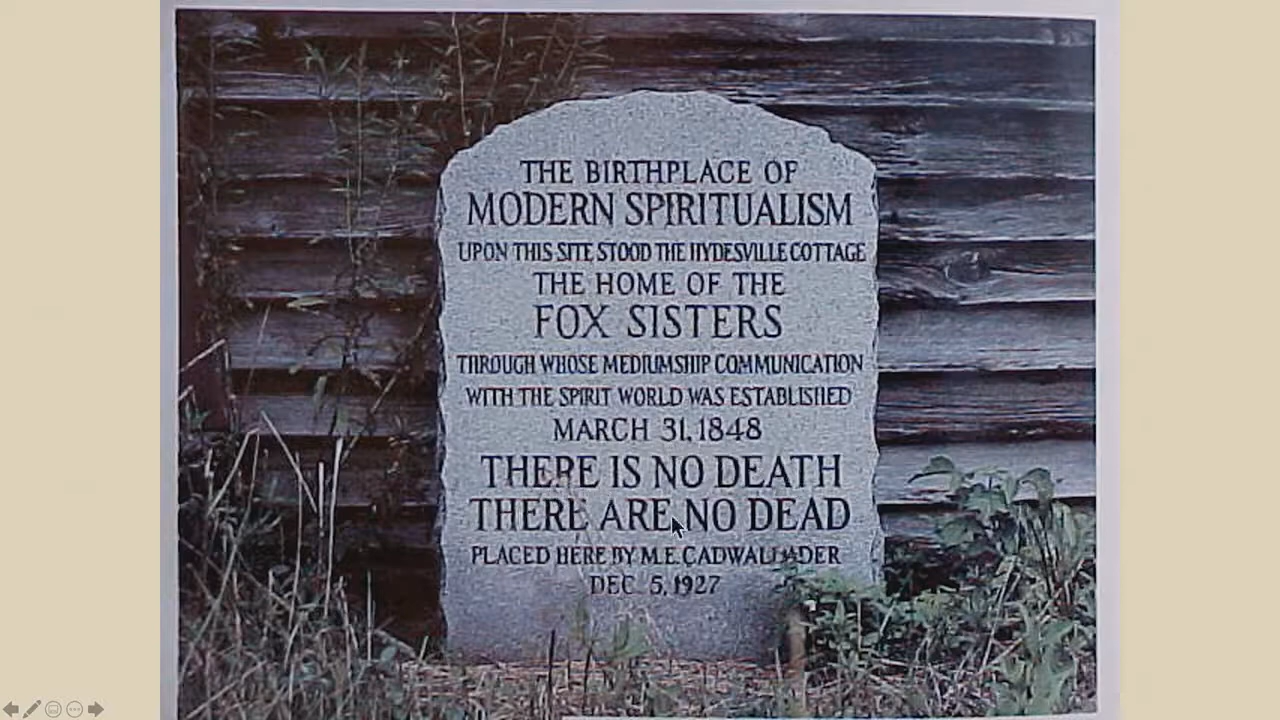 THE BIRTHPLACE OF
MODERN SPIRITUALISM
UPON THIS SITE STOOD THE HYDESVILLE COTTAGE
THE HOME OF THE
FOX SISTERS
THROUGH WHOSE MEDIUMSHIP COMMUNICATION
WITH THE SPIRIT WORLD WAS ESTABLISHED
MARCH 31, 1848
THERE IS NO DEATH
THERE ARE NO DEAD
PLACED HERE BY M.E. CADWALLADER
DEC 5, 1927